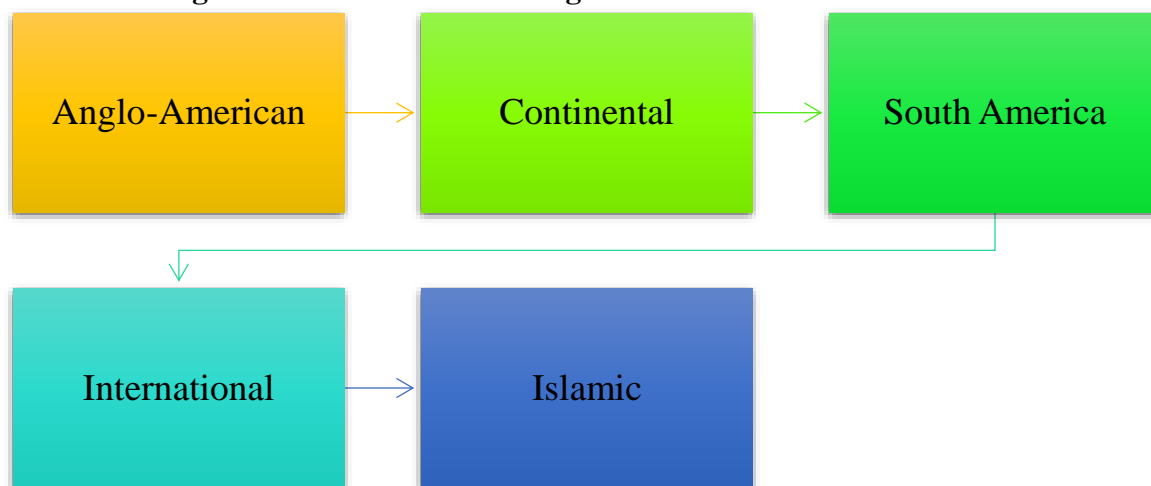 Anglo-American
Continental
South America
International
Islamic